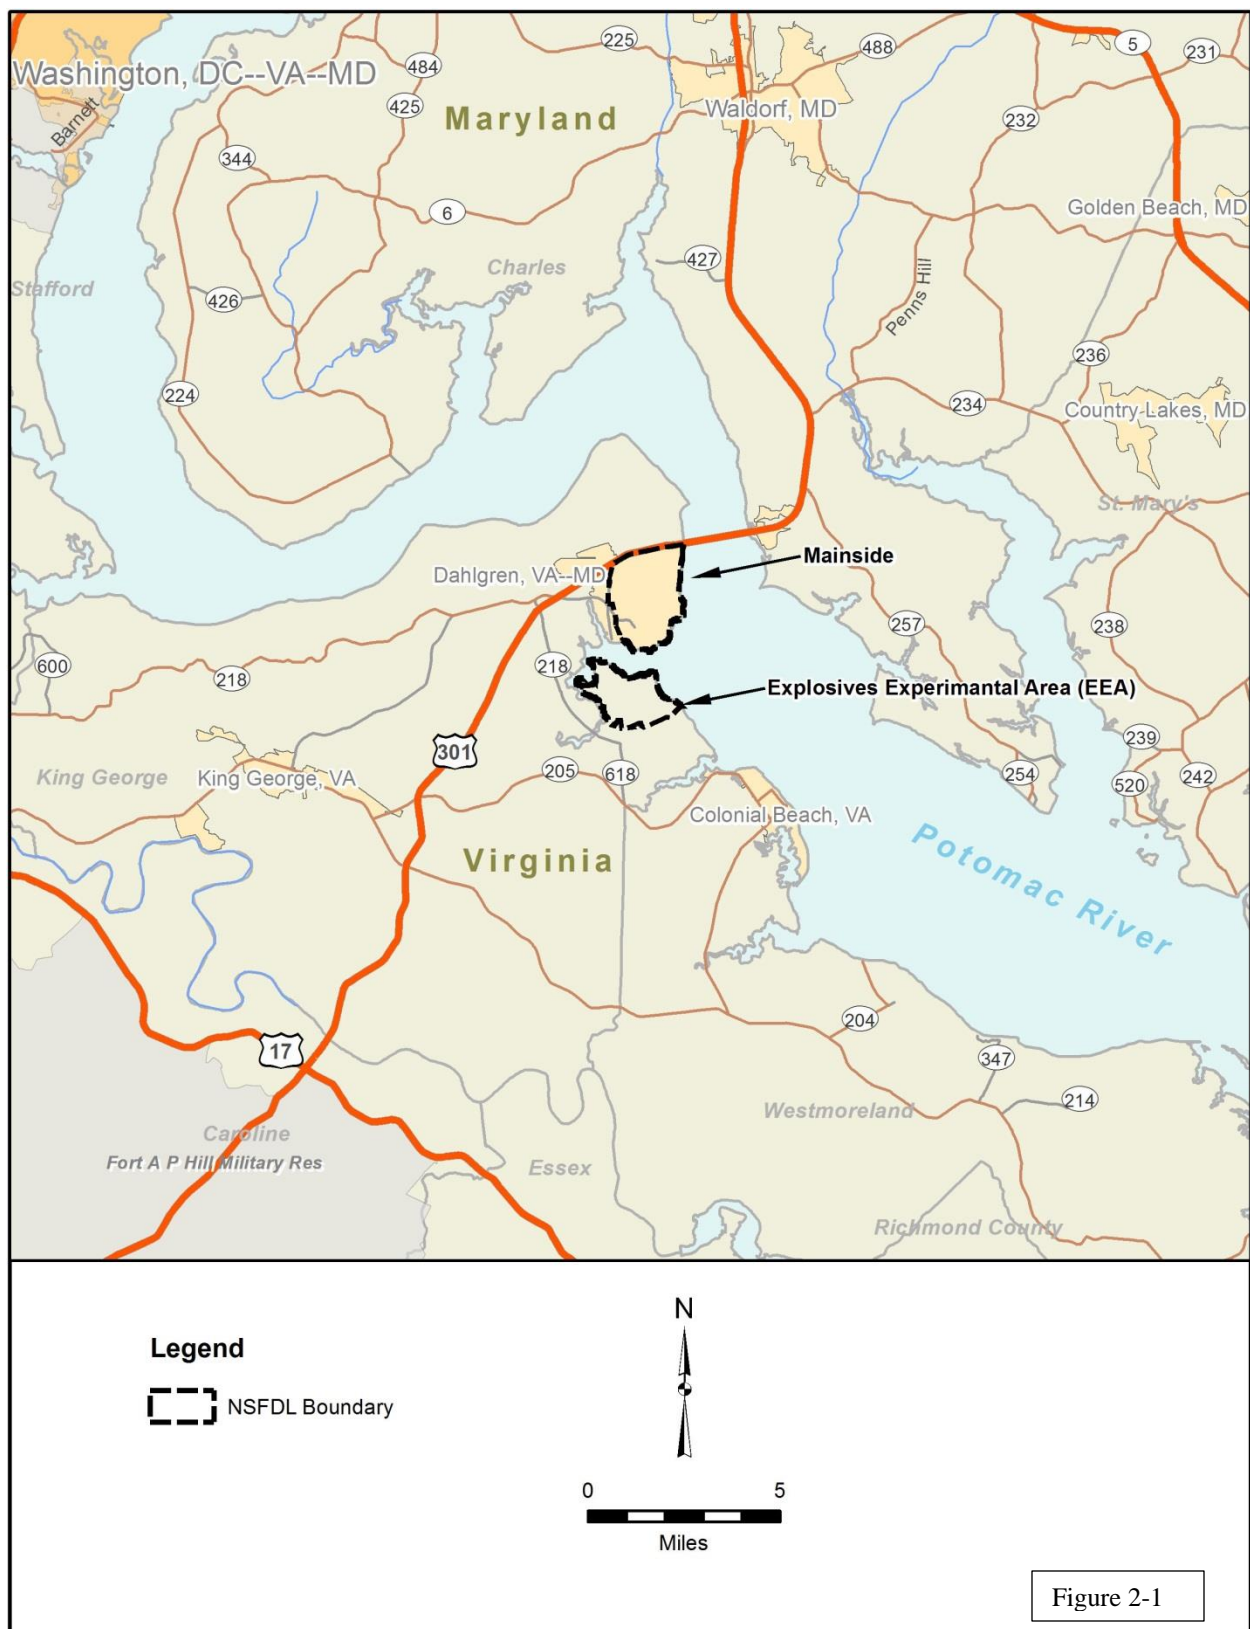 225
488
5
231
Washington, DC--VA--MD
484
425
Maryland
Waldorf, MD
Barnett
232
344
6
Golden Beach, MD
427
Charles
Stafford
426
Penns Hill
236
224
234
Country Lakes, MD
St. Mary's
Mainside
Dahlgren, VA--MD
257
238
600
218
218
Explosives Experimantal Area (EEA)
301
239
King George
King George, VA
205
618
254
520
242
Colonial Beach, VA
Virginia
Potomac River
204
17
347
214
Westmoreland
Caroline
Fort A P Hill Military Res
Essex
Richmond County
N
Legend
NSFDL Boundary
0 5
Miles
Figure 2-1